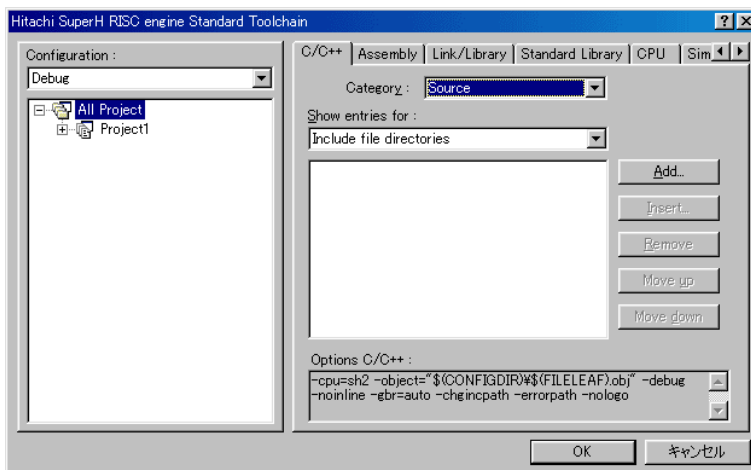 Hitachi SuperH RISC engine Standard Toolchain
Configuration :
Debug
All Project
Project1
C/C++
Assembly
Link/Library
Standard Library
CPU
Sim
Category :
Source
Show entries for :
Include file directories
Add...
Insert...
Remove
Move up
Move down
Options C/C++ :
-cpu=sh2 -object="$(CONFIGDIR)¥$(FILELEAF).obj" -debug
-noinline -gbr=auto -chgincpath -errorpath -nologo
OK
キャンセル